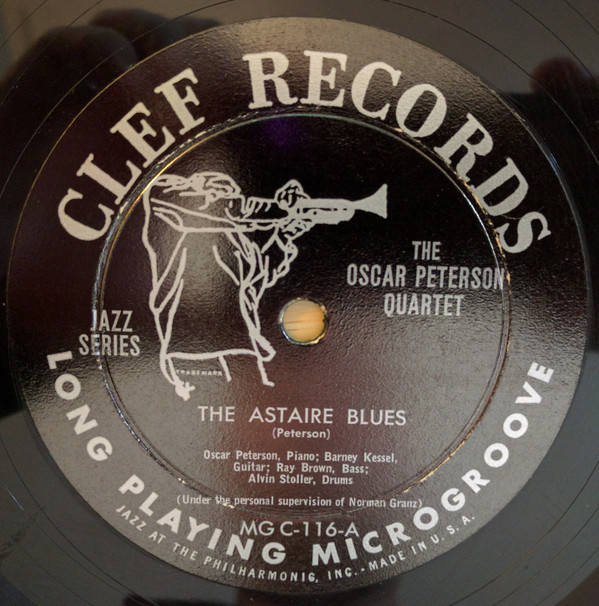 CLEF RECORDS
THE
OSCAR PETERSON
QUARTET
JAZZ
SERIES
TRADEMARK
THE ASTAIRE BLUES
(Peterson)
Oscar Peterson, Piano; Barney Kessel,
Guitar; Ray Brown, Bass;
Alvin Stoller, Drums
(Under the personal supervision of Norman Granz)
MG C-116-A
LONG PLAYING MICROGROOVE
JAZZ AT THE PHILHARMONIC, INC. - MADE IN U.S.A.